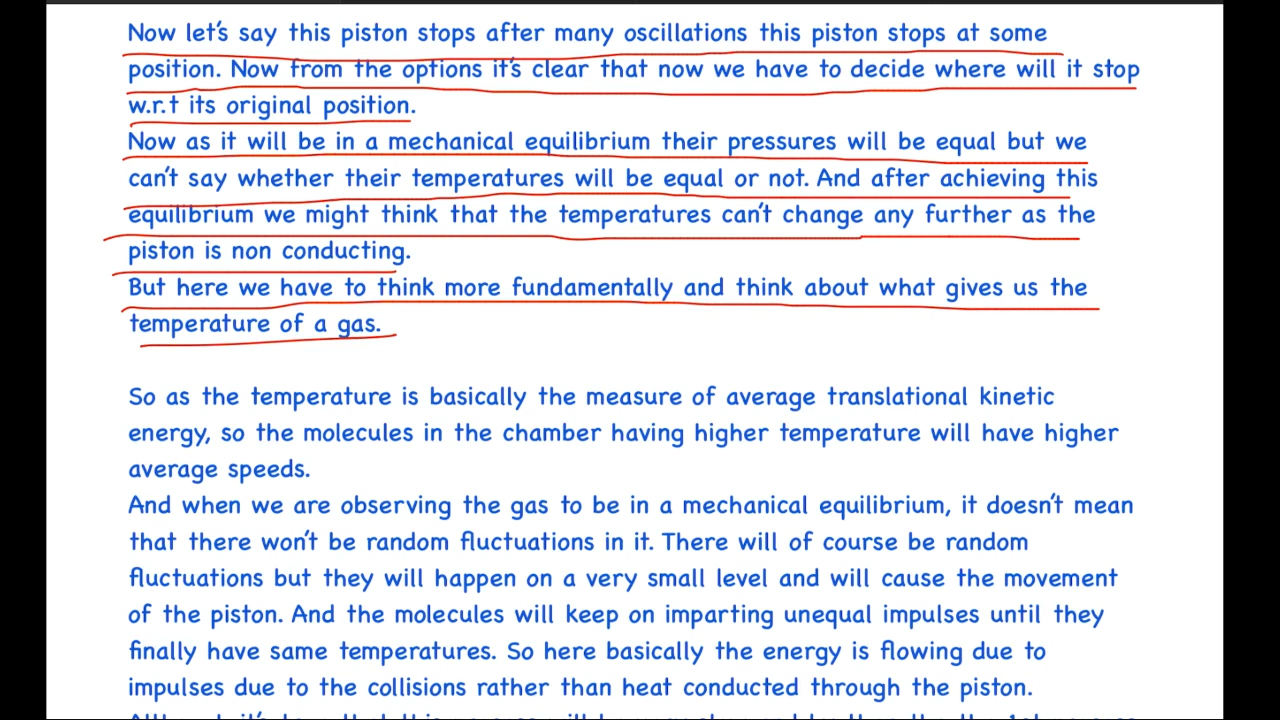 Now let's say this piston stops after many oscillations this piston stops at some
position. Now from the options it's clear that now we have to decide where will it stop
w.r.t its original position.
Now as it will be in a mechanical equilibrium their pressures will be equal but we
can't say whether their temperatures will be equal or not. And after achieving this
equilibrium we might think that the temperatures can't change any further as the
piston is non conducting.
But here we have to think more fundamentally and think about what gives us the
temperature of a gas.
So as the temperature is basically the measure of average translational kinetic
energy, so the molecules in the chamber having higher temperature will have higher
average speeds.
And when we are observing the gas to be in a mechanical equilibrium, it doesn't mean
that there won't be random fluctuations in it. There will of course be random
fluctuations but they will happen on a very small level and will cause the movement
of the piston. And the molecules will keep on imparting unequal impulses until they
finally have same temperatures. So here basically the energy is flowing due to
impulses due to the collisions rather than heat conducted through the piston.